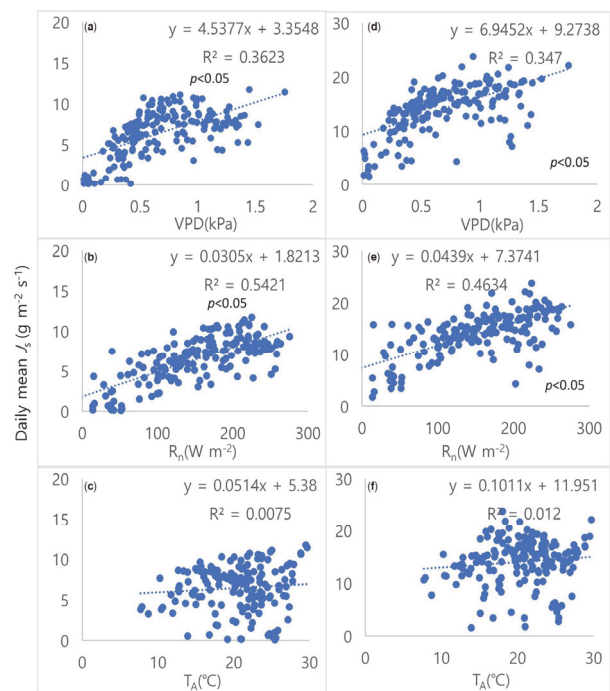 Daily mean Js (g m-2 s-1)
(a) y = 4.5377x + 3.3548
R² = 0.3623
p<0.05
20
15
10
5
0
0 0.5 1 1.5 2
VPD(kPa)
(d) y = 6.9452x + 9.2738
R² = 0.347
p<0.05
30
20
10
0
0 0.5 1 1.5 2
VPD(kPa)
(b) y = 0.0305x + 1.8213
R² = 0.5421
p<0.05
20
15
10
5
0
0 100 200 300
Rn(W m-2)
(e) y = 0.0439x + 7.3741
R² = 0.4634
p<0.05
30
20
10
0
0 100 200 300
Rn(W m-2)
(c) y = 0.0514x + 5.38
R² = 0.0075
20
15
10
5
0
0 10 20 30
TA(°C)
(f) y = 0.1011x + 11.951
R² = 0.012
30
20
10
0
0 10 20 30
TA(°C)